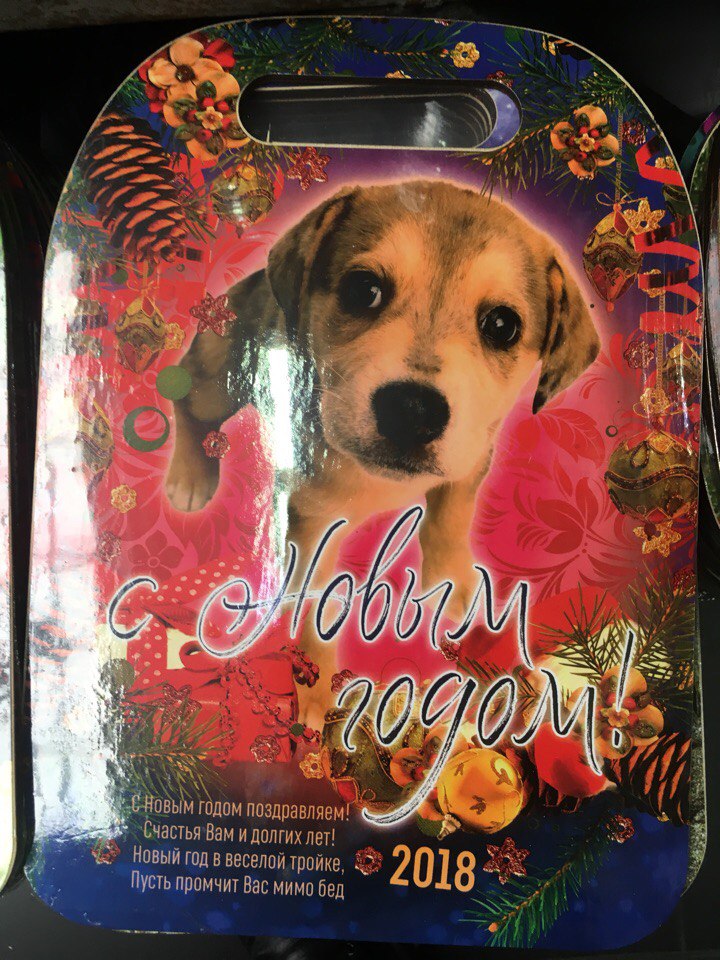 с Новым
годом!
С Новым годом поздравляем!
Счастья Вам и долгих лет!
Новый год в веселой тройке,
Пусть промчит Вас мимо бед
2018